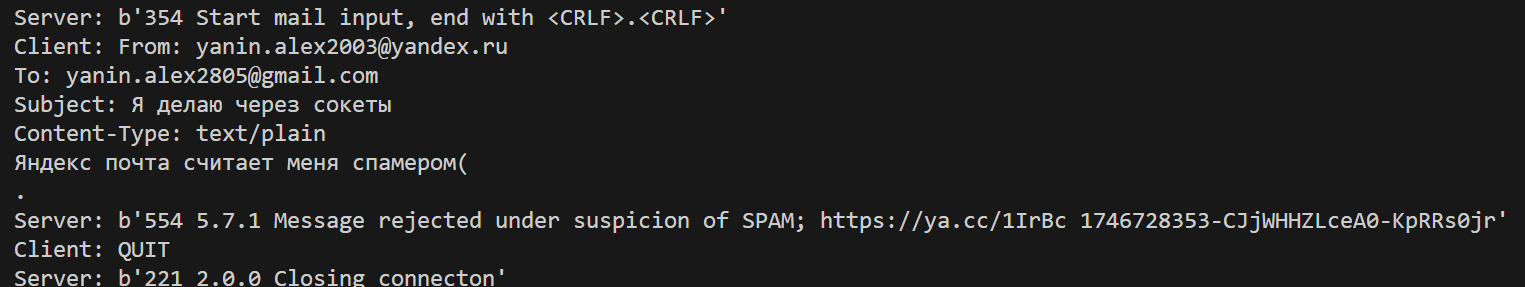 Server: b'354 Start mail input, end with <CRLF>.<CRLF>'
Client: From: yanin.alex2003@yandex.ru
To: yanin.alex2805@gmail.com
Subject: Я делаю через сокеты
Content-Type: text/plain
Яндекс почта считает меня спамером(
.
Server: b'554 5.7.1 Message rejected under suspicion of SPAM; https://ya.cc/1IrBc 1746728353-CJjWHHZLceA0-KpRRs0jr'
Client: QUIT
Server: b'221 2.0.0 Closing connecton'